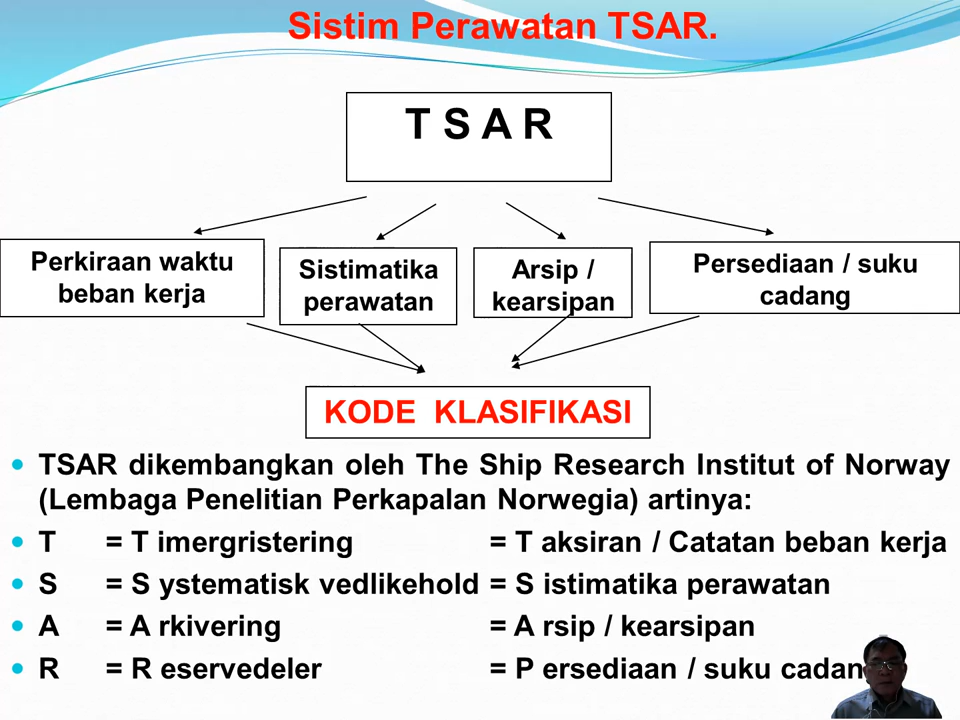 Sistim Perawatan TSAR.
T S A R
Perkiraan waktu
beban kerja
Sistimatika
perawatan
Arsip /
kearsipan
Persediaan / suku
cadang
KODE KLASIFIKASI
TSAR dikembangkan oleh The Ship Research Institut of Norway
(Lembaga Penelitian Perkapalan Norwegia) artinya:
T = T imergristering = T aksiran / Catatan beban kerja
S = S ystematisk vedlikehold = S istimatika perawatan
A = A rkivering = A rsip / kearsipan
R = R eservedeler = P ersediaan / suku cadan